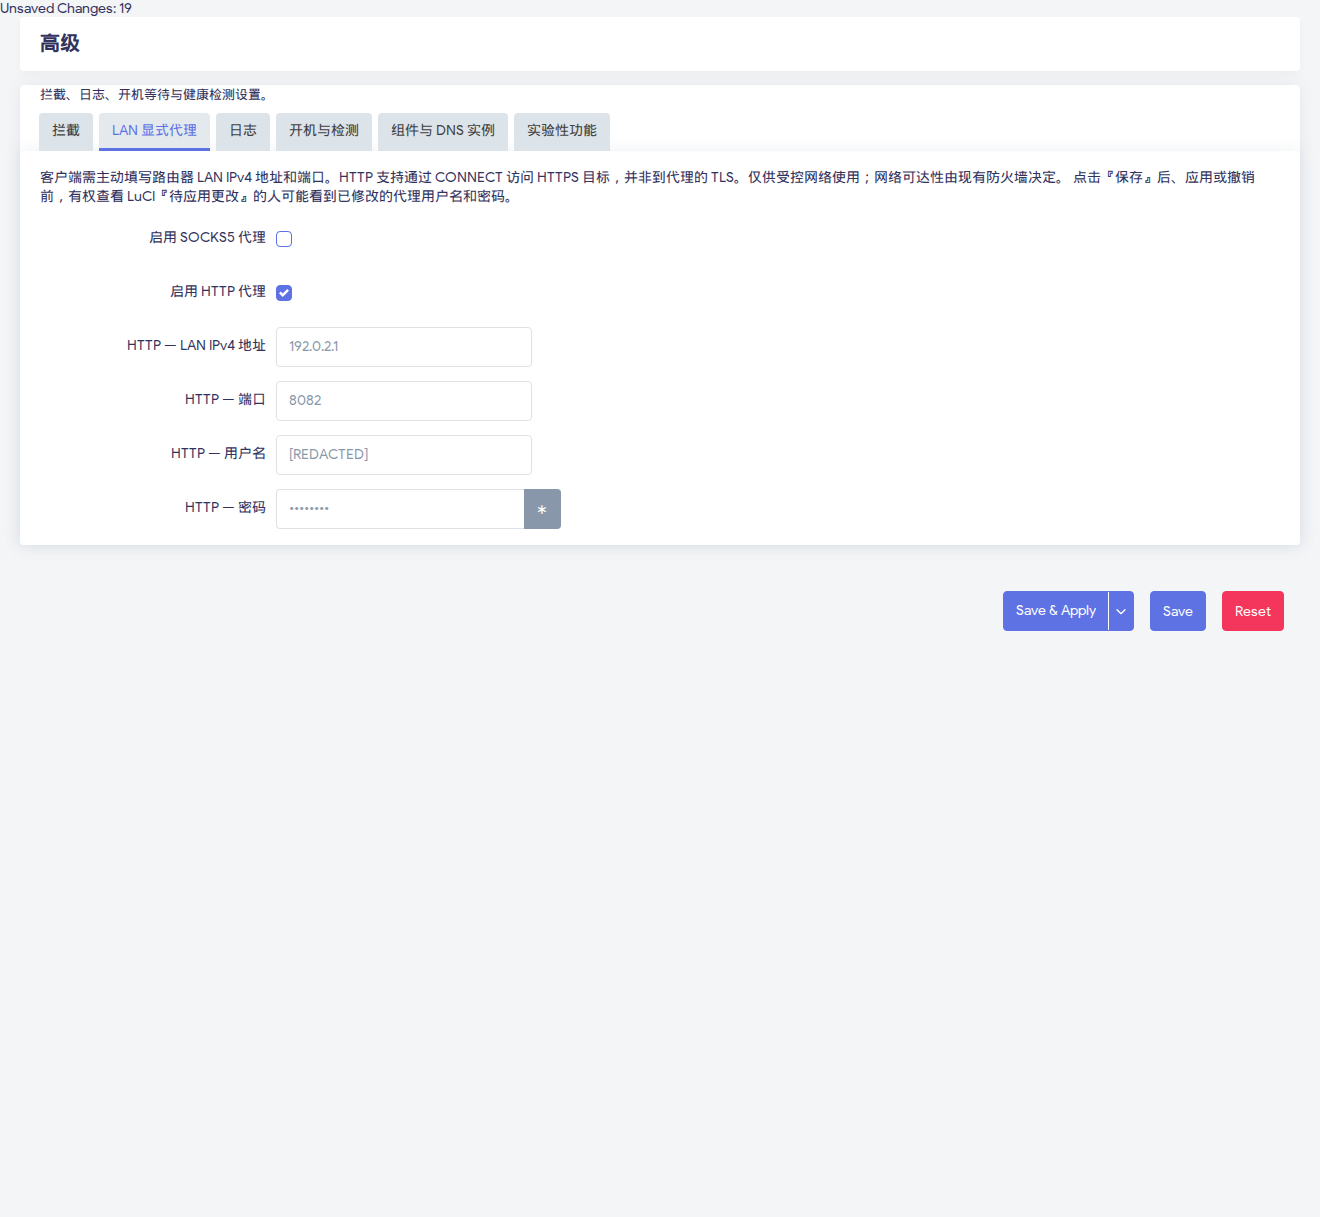 Unsaved Changes: 19
高级
拦截、日志、开机等待与健康检测设置。
拦截 LAN 显式代理 日志 开机与检测 组件与 DNS 实例 实验性功能
客户端需主动填写路由器 LAN IPv4 地址和端口。HTTP 支持通过 CONNECT 访问 HTTPS 目标，并非到代理的 TLS。仅供受控网络使用；网络可达性由现有防火墙决定。 点击『保存』后、应用或撤销
前，有权查看 LuCI『待应用更改』的人可能看到已修改的代理用户名和密码。
启用 SOCKS5 代理
启用 HTTP 代理
HTTP — LAN IPv4 地址 192.0.2.1
HTTP — 端口 8082
HTTP — 用户名 [REDACTED]
HTTP — 密码 •••••••• ∗
Save & Apply Save Reset